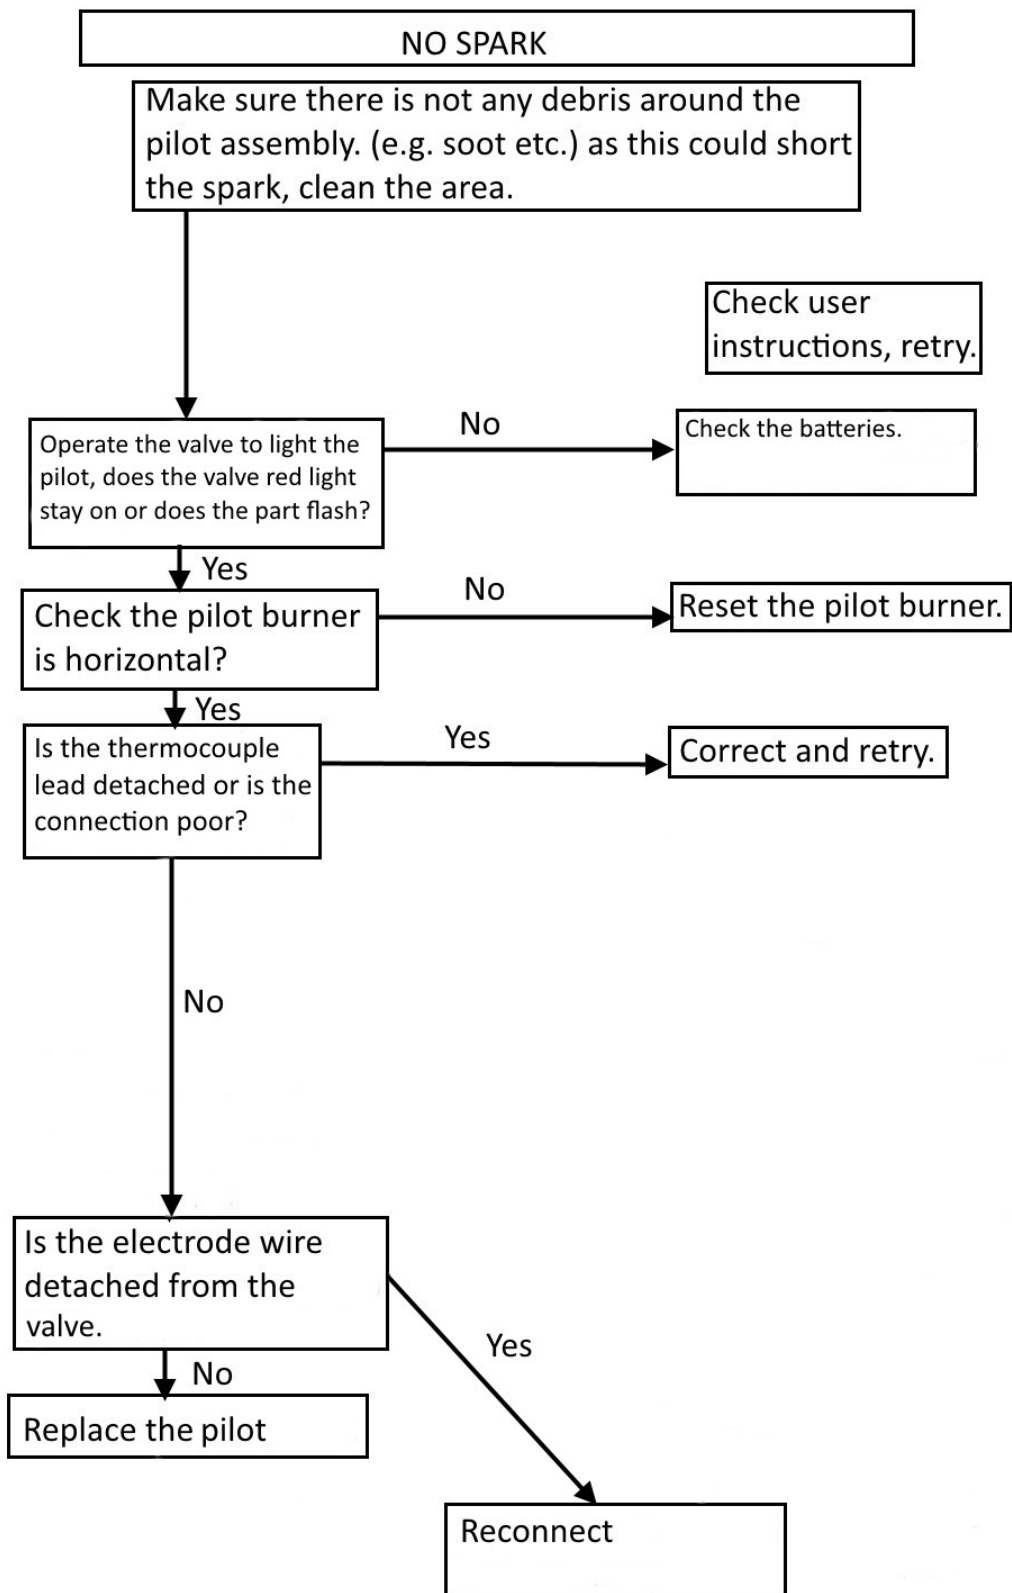 NO SPARK
Make sure there is not any debris around the
pilot assembly. (e.g. soot etc.) as this could short
the spark, clean the area.
Check user
instructions, retry.
Operate the valve to light the
pilot, does the valve red light
stay on or does the part flash?
No
Check the batteries.
Yes
Check the pilot burner
is horizontal?
No
Reset the pilot burner.
Yes
Is the thermocouple
lead detached or is the
connection poor?
Yes
Correct and retry.
No
Is the electrode wire
detached from the
valve.
Yes
No
Replace the pilot
Reconnect